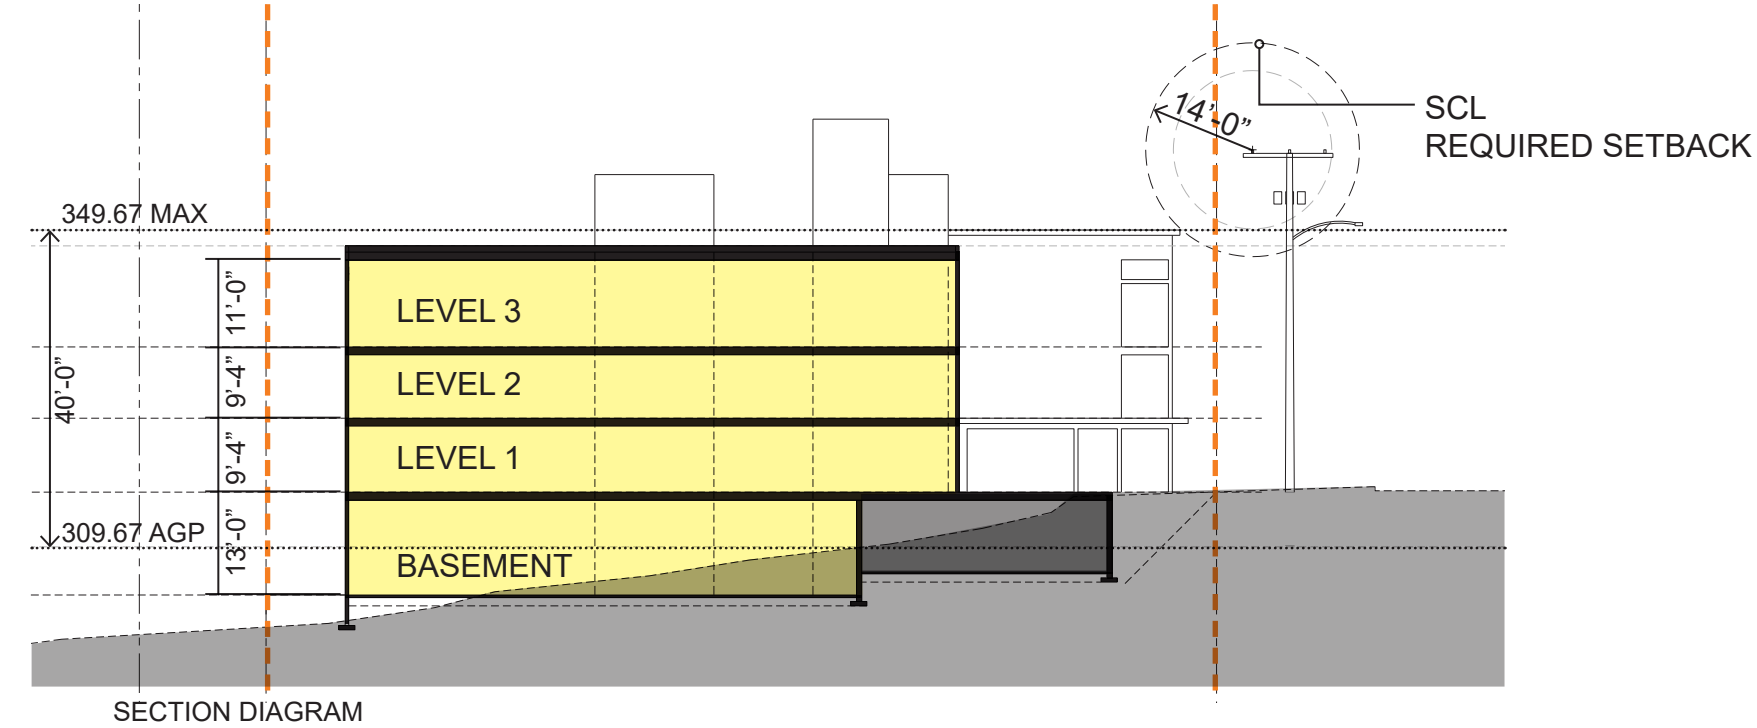 14’-0”
SCL
REQUIRED SETBACK
349.67 MAX
11’-0”
LEVEL 3
9’-4”
LEVEL 2
40’-0”
9’-4”
LEVEL 1
309.67 AGP
13’-0”
BASEMENT
SECTION DIAGRAM